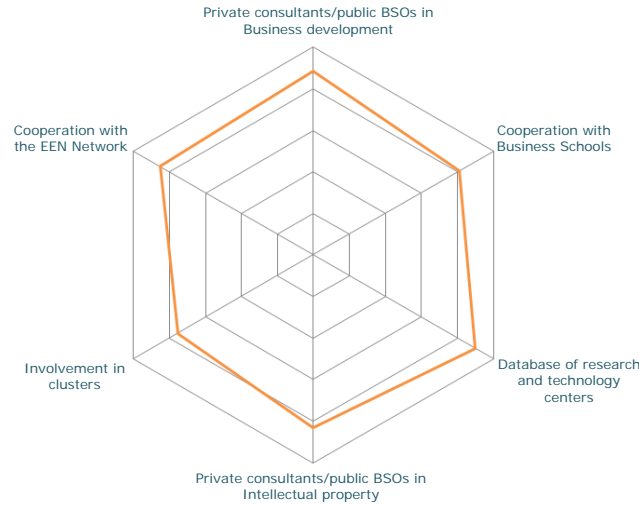 Private consultants/public BSOs in
Business development
Cooperation with
the EEN Network
Cooperation with
Business Schools
Involvement in
clusters
Database of research
and technology
centers
Private consultants/public BSOs in
Intellectual property